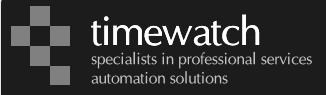 timewatch
specialists in professional services
automation solutions